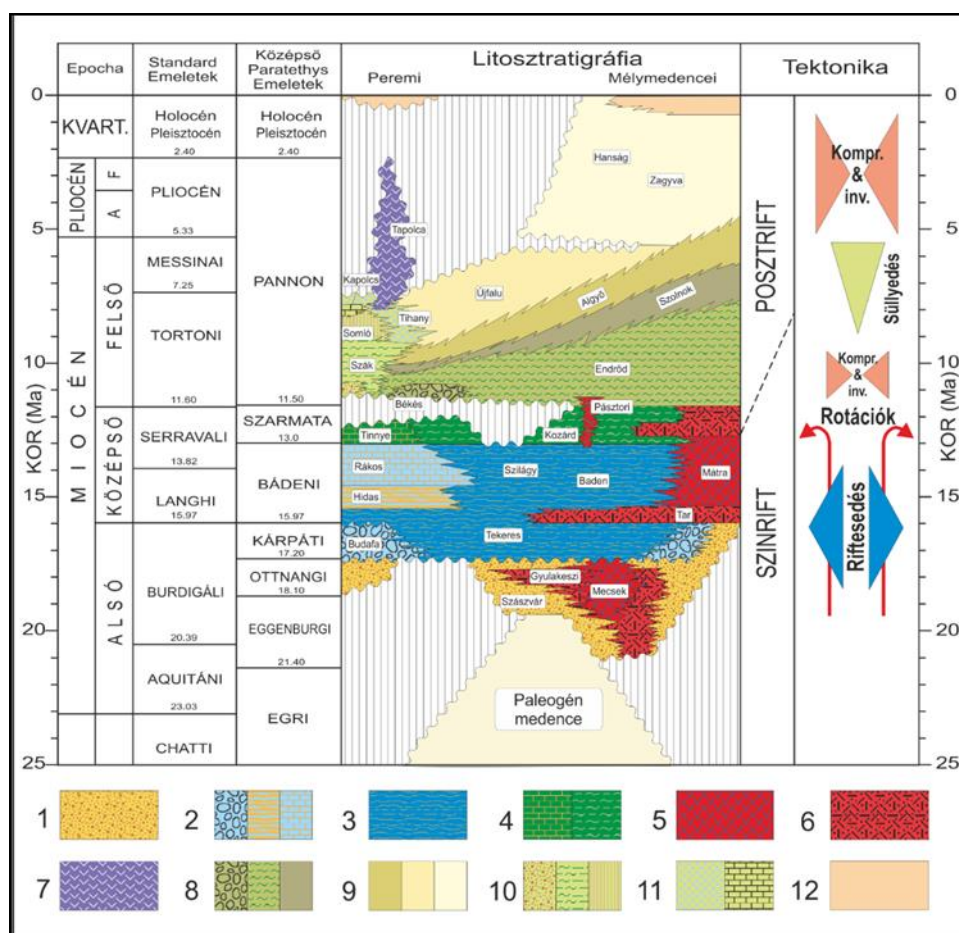 Epocha
Standard
Emeletek
Középső
Paratethys
Emeletek
Litosztratigráfia
Peremi
Mélymedencei
Tektonika
KOR (Ma)
0
5
10
15
20
25
KVART.
PLIOCÉN
F
A
MIOCÉN
FELSŐ
KÖZÉPSŐ
ALSÓ
Holocén
Pleisztocén
2.40
PLIOCÉN
5.33
MESSINAI
7.25
TORTONI
11.60
SERRAVALI
13.82
LANGHI
15.97
BURDIGÁLI
20.39
AQUITÁNI
23.03
CHATTI
Holocén
Pleisztocén
2.40
PANNON
11.50
SZARMATA
13.0
BÁDENI
15.97
KÁRPÁTI
17.20
OTTNANGI
18.10
EGGENBURGI
21.40
EGRI
Hanság
Zagyva
Tapolca
Kapolcs
Újfalu
Algyő
Szolnok
Tihany
Somló
Szák
Endrőd
Békés
Pásztori
Tinnye
Kozárd
Rákos
Szilágy
Mátra
Baden
Hidas
Tar
Tekeres
Budafa
Gyulakeszi
Mecsek
Szászvár
Paleogén
medence
POSZTRIFT
SZINRIFT
Kompr.
&
inv.
Süllyedés
Kompr.
&
inv.
Rotációk
Riftesedés
0
5
10
15
20
25
KOR (Ma)
1
2
3
4
5
6
7
8
9
10
11
12